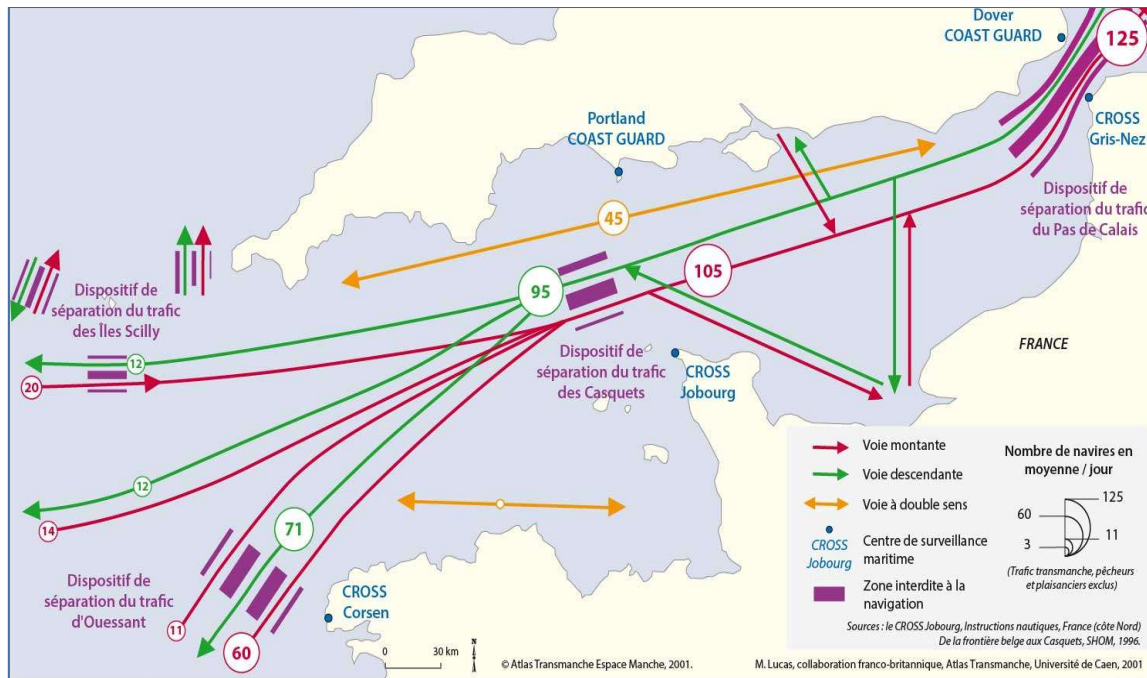 Dover
COAST GUARD
125
Portland
COAST GUARD
CROSS
Gris-Nez
Dispositif de
séparation du trafic
du Pas de Calais
45
Dispositif de
séparation du trafic
des Îles Scilly
95
105
12
20
Dispositif de
séparation du trafic
des Casquets
CROSS
Jobourg
FRANCE
12
14
71
Dispositif de
séparation du trafic
d'Ouessant
11
60
CROSS
Corsen
0 30 km
N
S
© Atlas Transmanche Espace Manche, 2001.
Voie montante
Voie descendante
Voie à double sens
CROSS
Jobourg
Centre de surveillance
maritime
Zone interdite à la
navigation
Nombre de navires en
moyenne / jour
125
60
11
3
(Trafic transmanche, pêcheurs
et plaisanciers exclus)
Sources : le CROSS Jobourg, Instructions nautiques, France (côte Nord)
De la frontière belge aux Casquets, SHOM, 1996.
M. Lucas, collaboration franco-britannique, Atlas Transmanche, Université de Caen, 2001